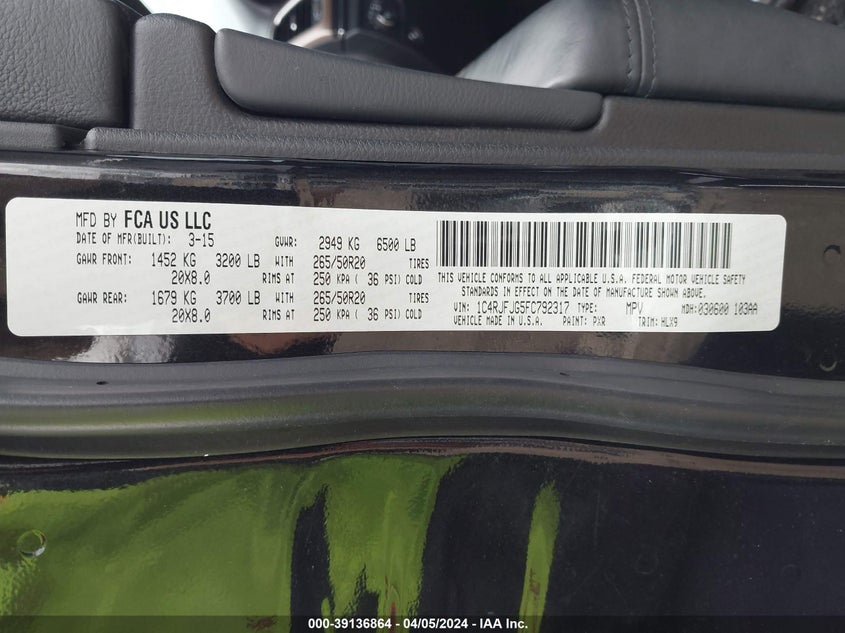 MFD BY FCA US LLC
DATE OF MFR(BUILT): 3-15 GVWR: 2949 KG 6500 LB
GAWR FRONT: 1452 KG 3200 LB WITH 265/50R20 TIRES
20X8.0 RIMS AT 250 KPA ( 36 PSI) COLD
GAWR REAR: 1679 KG 3700 LB WITH 265/50R20 TIRES
20X8.0 RIMS AT 250 KPA ( 36 PSI) COLD
THIS VEHICLE CONFORMS TO ALL APPLICABLE U.S.A. FEDERAL MOTOR VEHICLE SAFETY
STANDARDS IN EFFECT ON THE DATE OF MANUFACTURE SHOWN ABOVE.
VIN: 1C4RJFJG5FC792317 TYPE: MPV MDH: 030600 103AA
VEHICLE MADE IN U.S.A. PAINT: PXR TRIM: HLX9
000-39136864 / 04/05/2024 - IAA Inc.